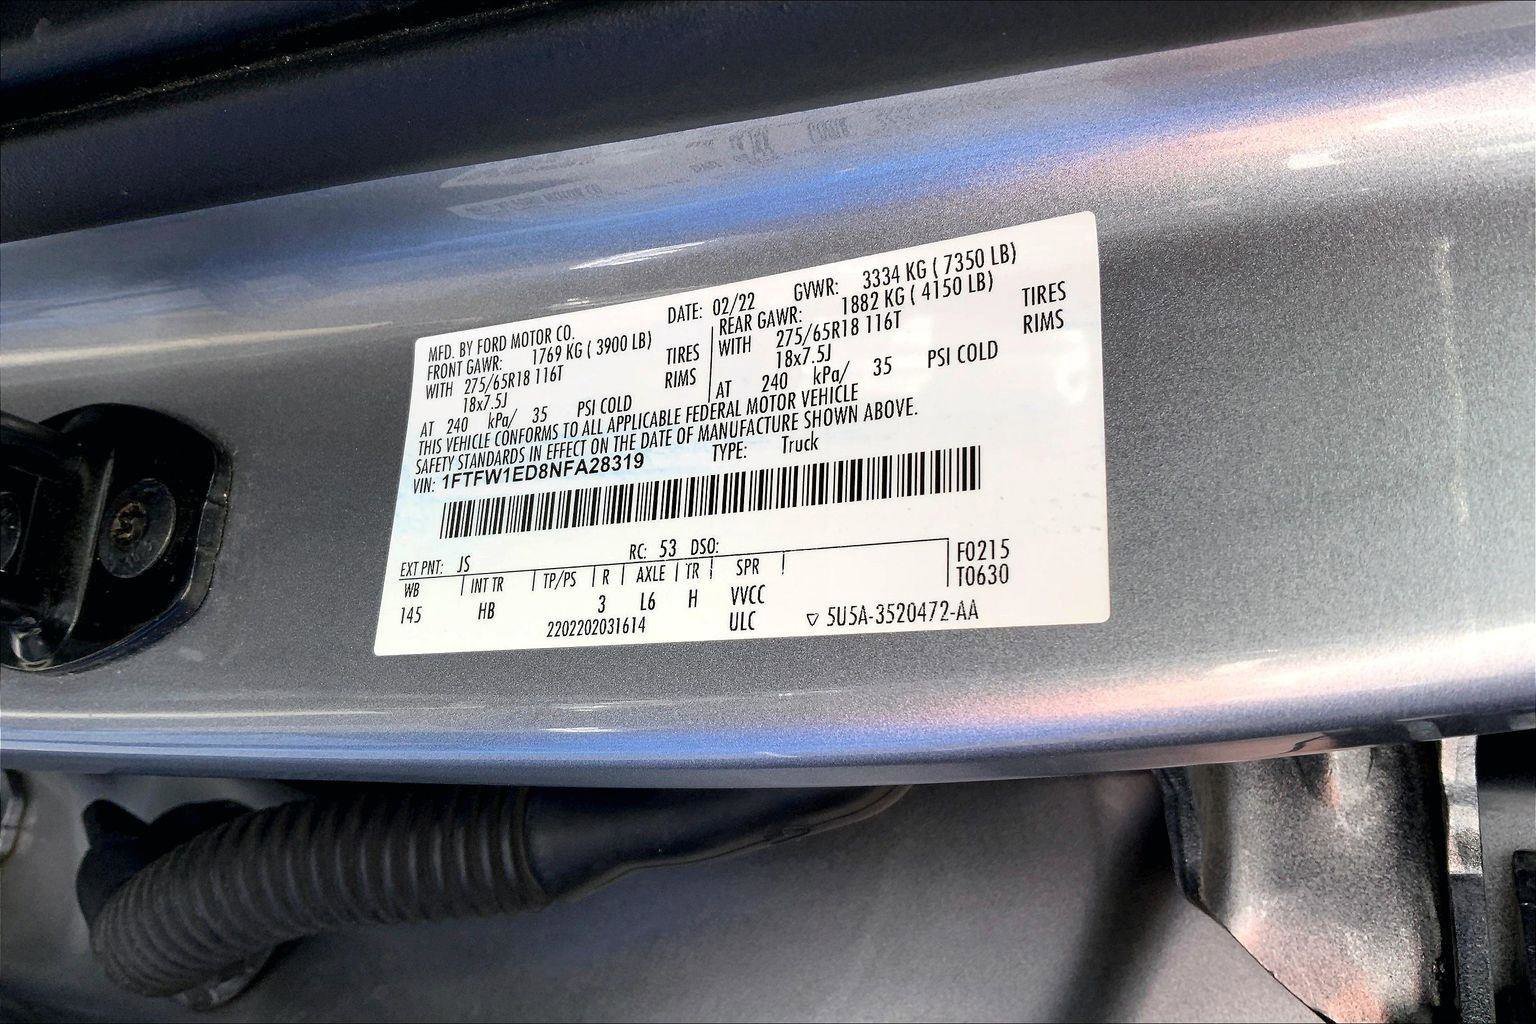 MFD. BY FORD MOTOR CO.
DATE: 02/22 GVWR: 3334 KG ( 7350 LB)
FRONT GAWR: 1769 KG ( 3900 LB)
WITH 275/65R18 116T TIRES
18x7.5J RIMS
AT 240 kPa/ 35 PSI COLD
REAR GAWR: 1882 KG ( 4150 LB)
WITH 275/65R18 116T TIRES
18x7.5J RIMS
AT 240 kPa/ 35 PSI COLD
THIS VEHICLE CONFORMS TO ALL APPLICABLE FEDERAL MOTOR VEHICLE
SAFETY STANDARDS IN EFFECT ON THE DATE OF MANUFACTURE SHOWN ABOVE.
VIN: 1FTFW1ED8NFA28319 TYPE: Truck
EXT PNT: JS RC: 53 DSO: F0215
WB INT TR TP/PS R AXLE TR SPR T0630
145 HB 3 L6 H VVCC
2202202031614 ULC ▽ 5U5A-3520472-AA